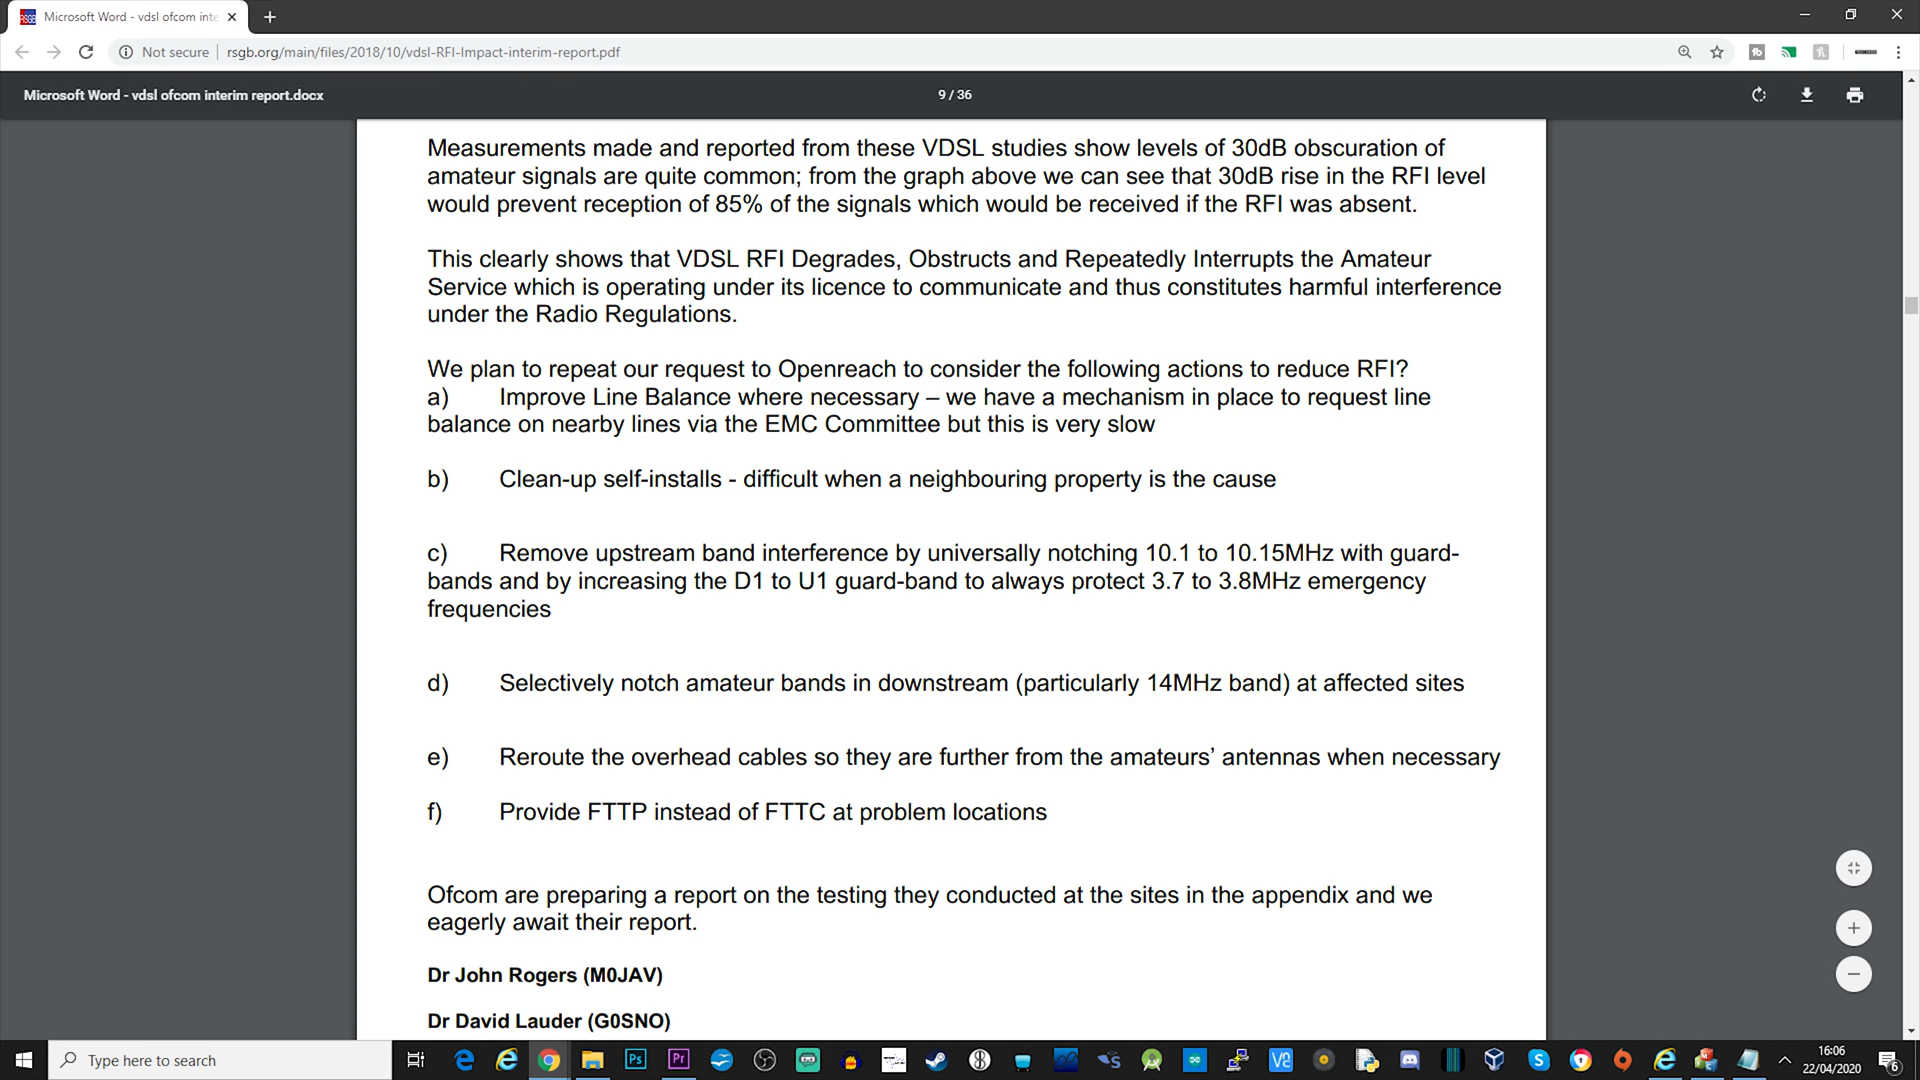 Microsoft Word - vdsl ofcom inte
Not secure
rsgb.org/main/files/2018/10/vdsl-RFI-Impact-interim-report.pdf
Microsoft Word - vdsl ofcom interim report.docx
9 / 36
Measurements made and reported from these VDSL studies show levels of 30dB obscuration of
amateur signals are quite common; from the graph above we can see that 30dB rise in the RFI level
would prevent reception of 85% of the signals which would be received if the RFI was absent.
This clearly shows that VDSL RFI Degrades, Obstructs and Repeatedly Interrupts the Amateur
Service which is operating under its licence to communicate and thus constitutes harmful interference
under the Radio Regulations.
We plan to repeat our request to Openreach to consider the following actions to reduce RFI?
a) Improve Line Balance where necessary – we have a mechanism in place to request line
balance on nearby lines via the EMC Committee but this is very slow
b) Clean-up self-installs - difficult when a neighbouring property is the cause
c) Remove upstream band interference by universally notching 10.1 to 10.15MHz with guard-
bands and by increasing the D1 to U1 guard-band to always protect 3.7 to 3.8MHz emergency
frequencies
d) Selectively notch amateur bands in downstream (particularly 14MHz band) at affected sites
e) Reroute the overhead cables so they are further from the amateurs’ antennas when necessary
f) Provide FTTP instead of FTTC at problem locations
Ofcom are preparing a report on the testing they conducted at the sites in the appendix and we
eagerly await their report.
Dr John Rogers (M0JAV)
Dr David Lauder (G0SNO)
Type here to search
Ps
Pr
16:06
22/04/2020
6